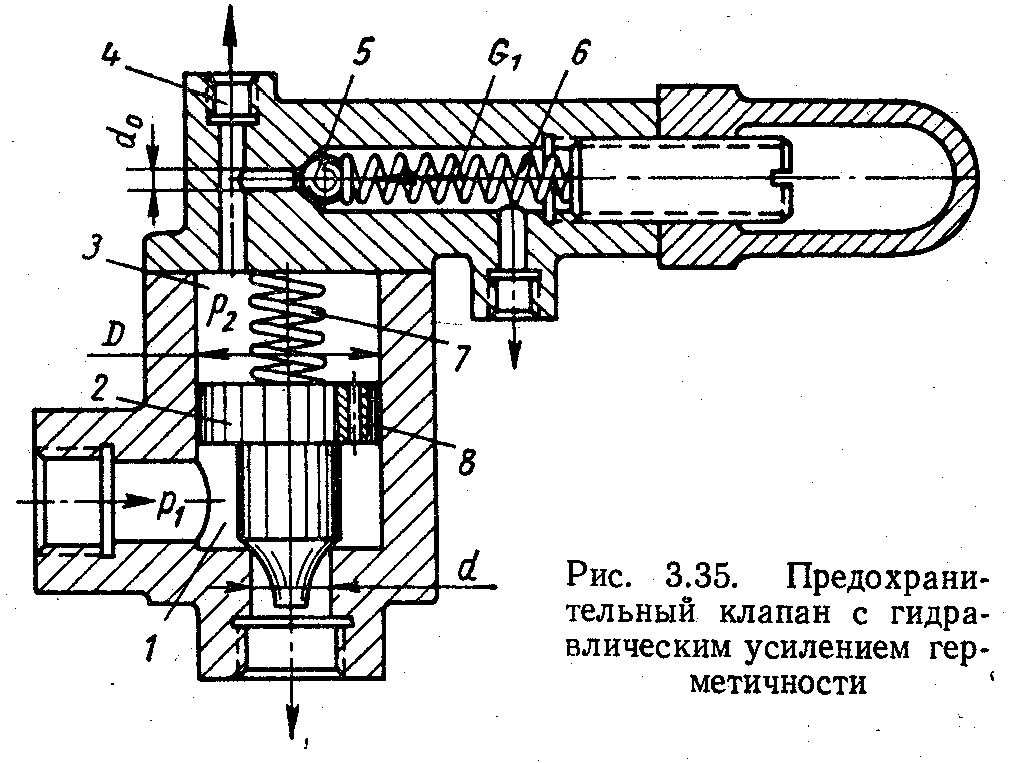 4
5
G₁
6
d₀
3
p₂
D
7
2
8
p₁
d
1
Рис. 3.35. Предохрани-
тельный клапан с гидра-
влическим усилением гер-
метичности